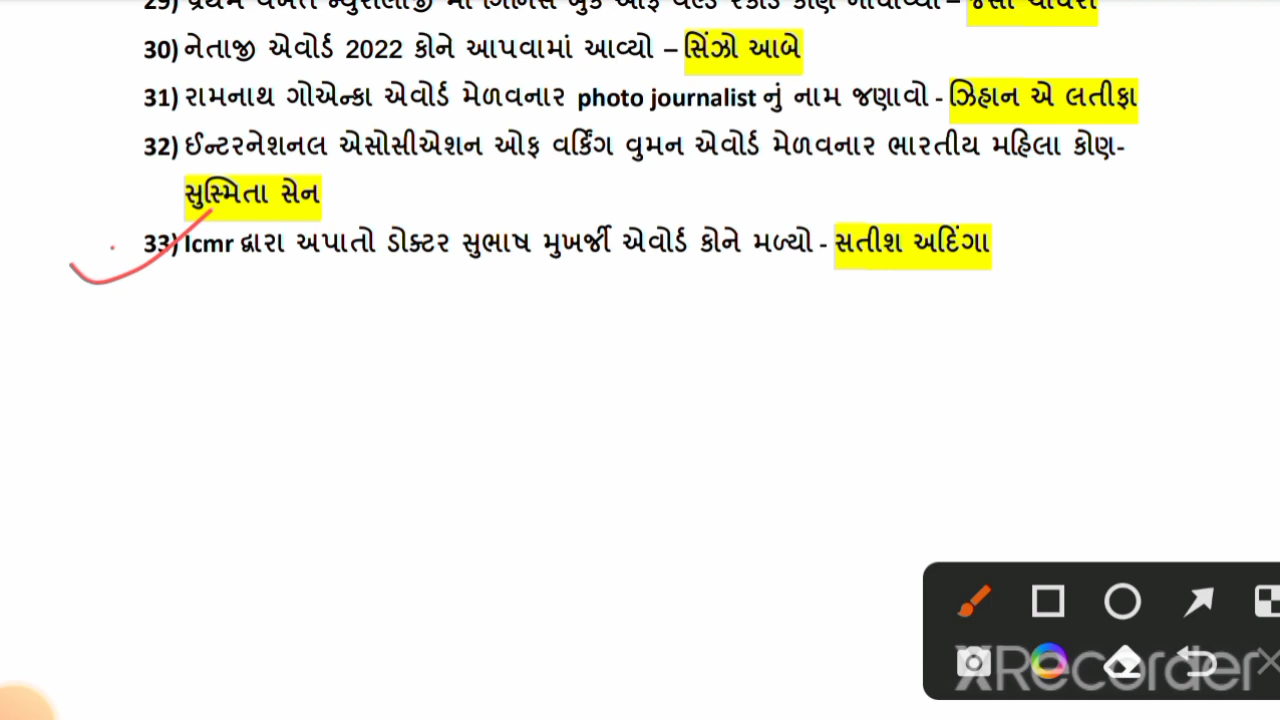 30) નેતાજી એવોર્ડ 2022 કોને આપવામાં આવ્યો – સિંઝો આબે
31) રામનાથ ગોએન્કા એવોર્ડ મેળવનાર photo journalist નું નામ જણાવો - ઝિહાન એ લતીફા
32) ઈન્ટરનેશનલ એસોસીએશન ઓફ વર્કિંગ વુમન એવોર્ડ મેળવનાર ભારતીય મહિલા કોણ-
સુસ્મિતા સેન
33) Icmr દ્વારા અપાતો ડોક્ટર સુભાષ મુખર્જી એવોર્ડ કોને મળ્યો - સતીશ અદિંગા
XRecorder